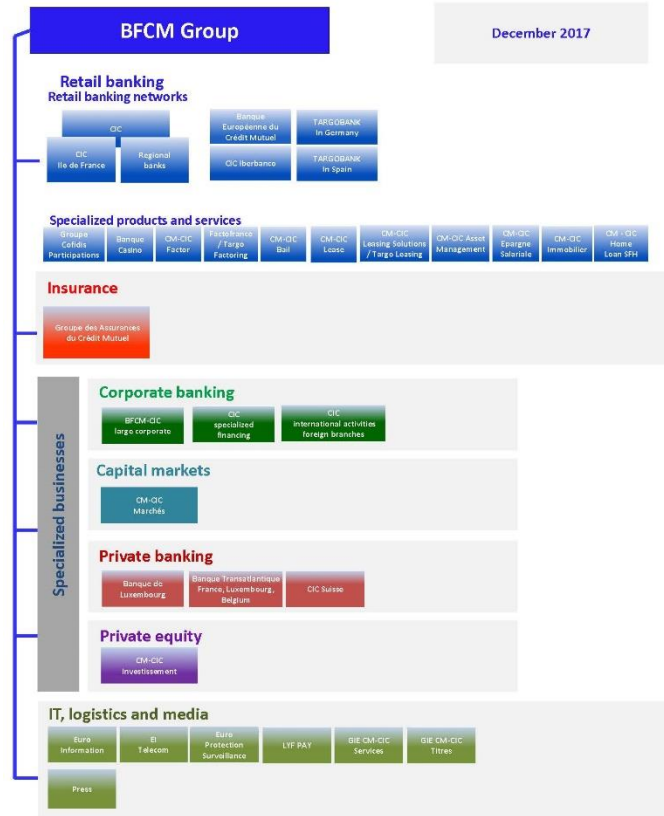 BFCM Group
December 2017
Retail banking
Retail banking networks
CIC
CIC
Ile de France
Regional
banks
Banque
Européenne du
Crédit Mutuel
TARGOBANK
In Germany
CIC Iberbanco
TARGOBANK
In Spain
Specialized products and services
Groupe
Cofidis
Participations
Banque
Casino
CM-CIC
Factor
Factofrance
/ Targo
Factoring
CM-CIC
Bail
CM-CIC
Lease
CM-CIC
Leasing Solutions
/ Targo Leasing
CM-CIC Asset
Management
CM-CIC
Epargne
Salariale
CM-CIC
Immobilier
CM - CIC
Home
Loan SFH
Insurance
Groupe des Assurances
du Crédit Mutuel
Specialized businesses
Corporate banking
BFCM-CIC
large corporate
CIC
specialized
financing
CIC
international activities
foreign branches
Capital markets
CM-CIC
Marchés
Private banking
Banque de
Luxembourg
Banque Transatlantique
France, Luxembourg,
Belgium
CIC Suisse
Private equity
CM-CIC
Investissement
IT, logistics and media
Euro
Information
EI
Telecom
Euro
Protection
Surveillance
LYF PAY
GIE CM-CIC
Services
GIE CM-CIC
Titres
Press